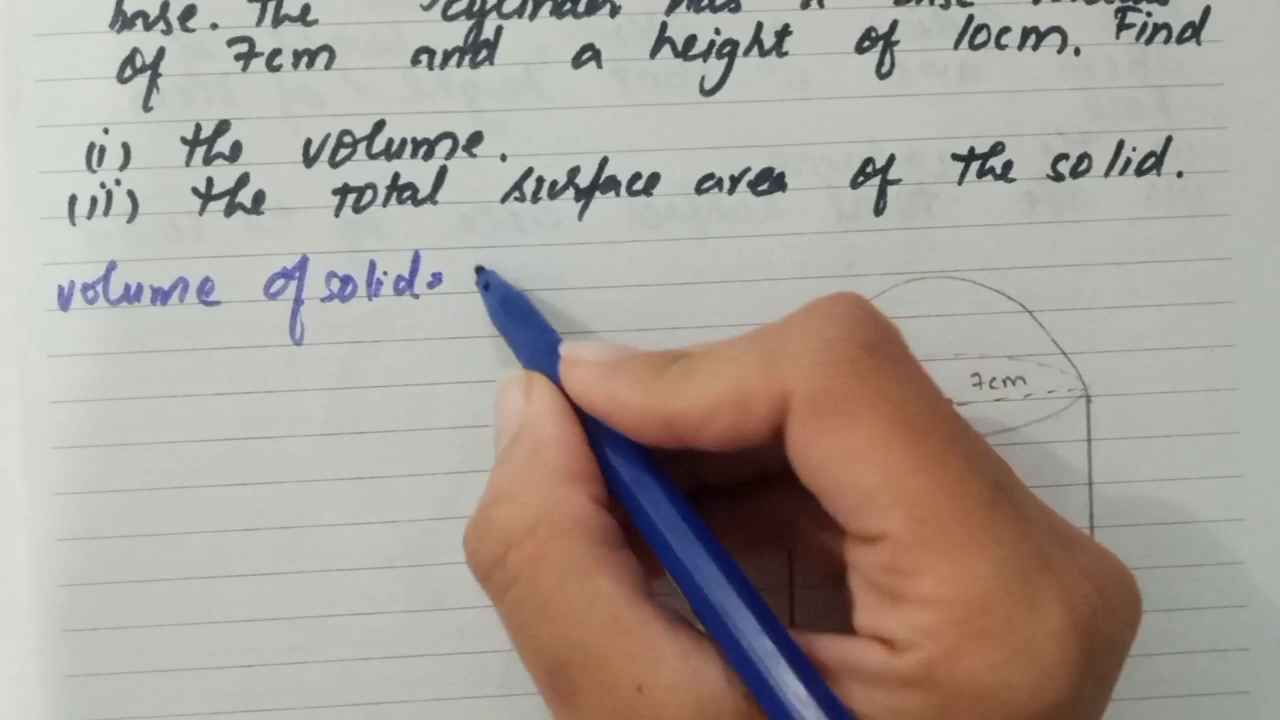 base. The cylinder has a base radius
of 7cm and a height of 10cm. Find
(i) the volume.
(ii) the total surface area of the solid.
volume of solid=
7cm